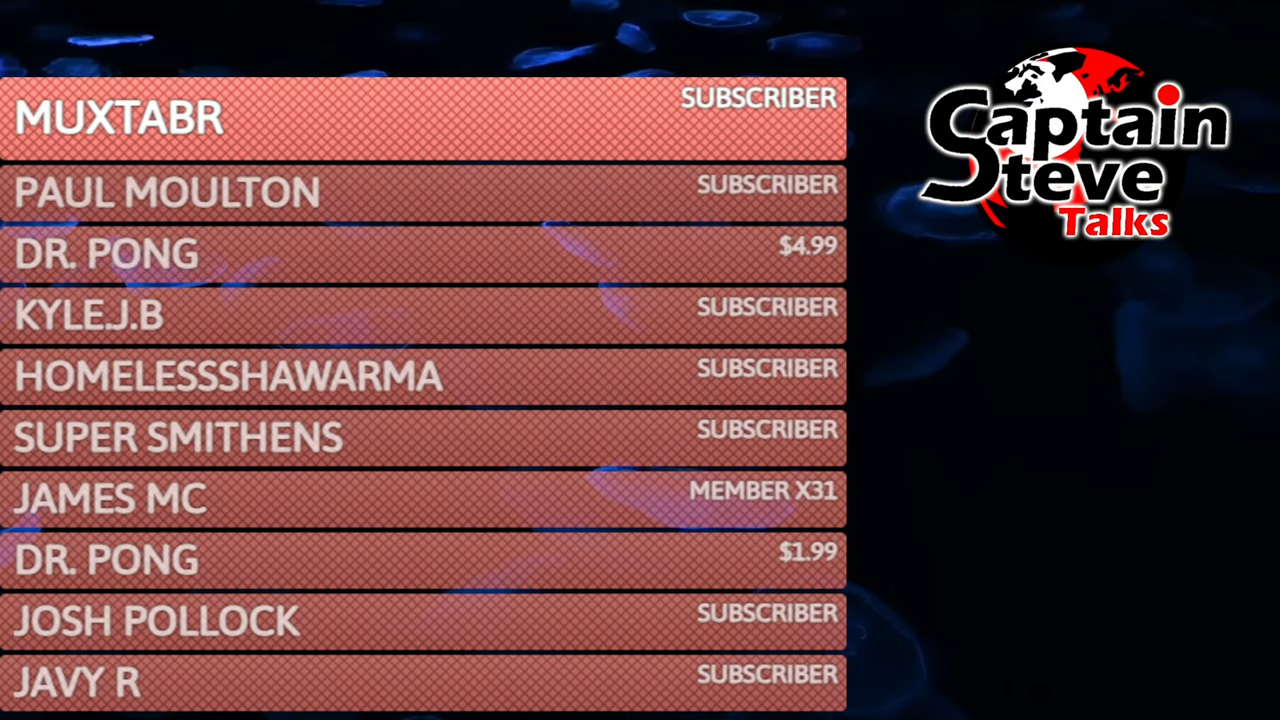 MUXTABR SUBSCRIBER
PAUL MOULTON SUBSCRIBER
DR. PONG $4.99
KYLE.J.B SUBSCRIBER
HOMELESSSHAWARMA SUBSCRIBER
SUPER SMITHENS SUBSCRIBER
JAMES MC MEMBER X31
DR. PONG $1.99
JOSH POLLOCK SUBSCRIBER
JAVY R SUBSCRIBER
Captain
Steve
Talks